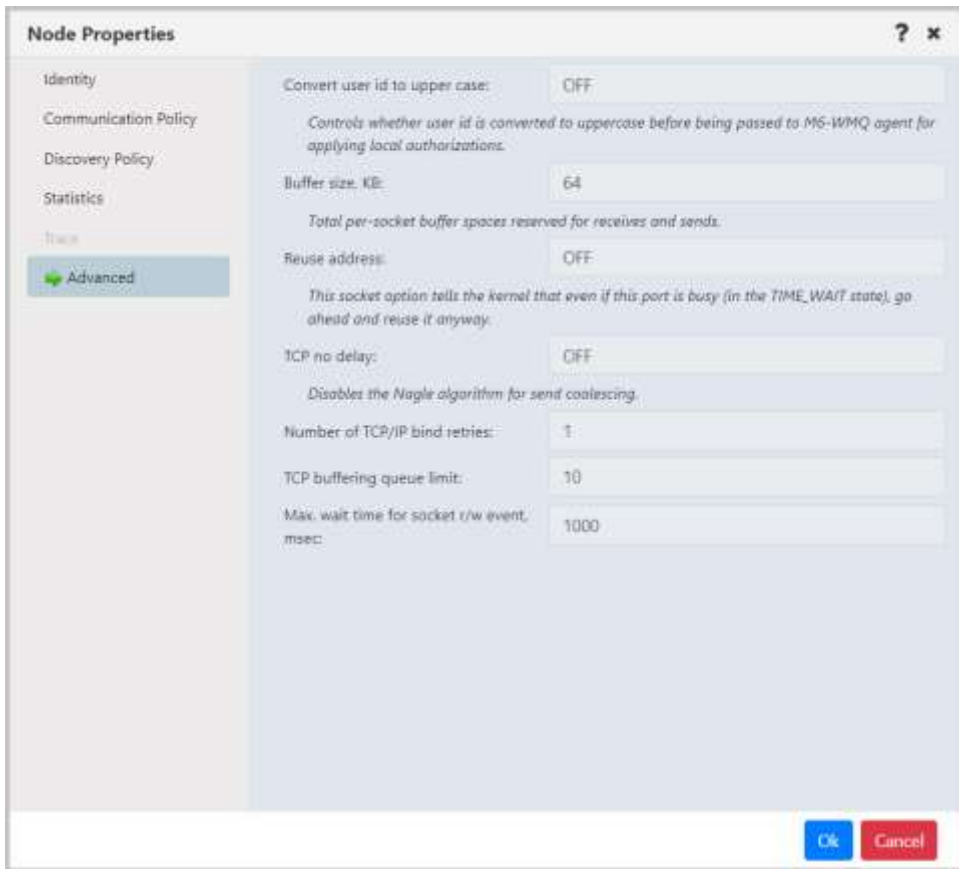 Node Properties
? ×
Identity
Communication Policy
Discovery Policy
Statistics
Trace
Advanced
Convert user id to upper case: OFF
Controls whether user id is converted to uppercase before being passed to M6-WMQ agent for
applying local authorizations.
Buffer size, KB: 64
Total per-socket buffer spaces reserved for receives and sends.
Reuse address: OFF
This socket option tells the kernel that even if this port is busy (in the TIME_WAIT state), go
ahead and reuse it anyway.
TCP no delay: OFF
Disables the Nagle algorithm for send coalescing.
Number of TCP/IP bind retries: 1
TCP buffering queue limit: 10
Max. wait time for socket r/w event,
msec: 1000
Ok Cancel